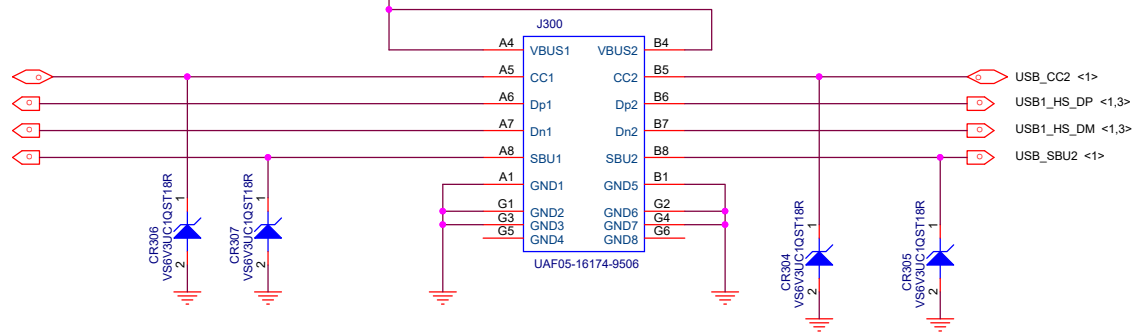 J300
A4 VBUS1 VBUS2 B4
A5 CC1 CC2 B5 USB_CC2 <1>
A6 Dp1 Dp2 B6 USB1_HS_DP <1,3>
A7 Dn1 Dn2 B7 USB1_HS_DM <1,3>
A8 SBU1 SBU2 B8 USB_SBU2 <1>
A1 GND1 GND5 B1
G1 GND2 GND6 G2
G3 GND3 GND7 G4
G5 GND4 GND8 G6
UAF05-16174-9506
CR306
VS6V3UC1QST18R
1
2
CR307
VS6V3UC1QST18R
1
2
CR304
VS6V3UC1QST18R
1
2
CR305
VS6V3UC1QST18R
1
2